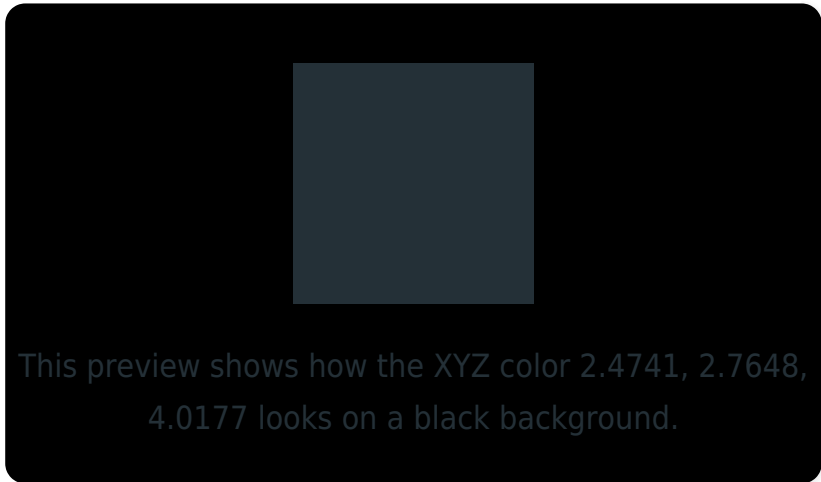 This preview shows how the XYZ color 2.4741, 2.7648,
4.0177 looks on a black background.